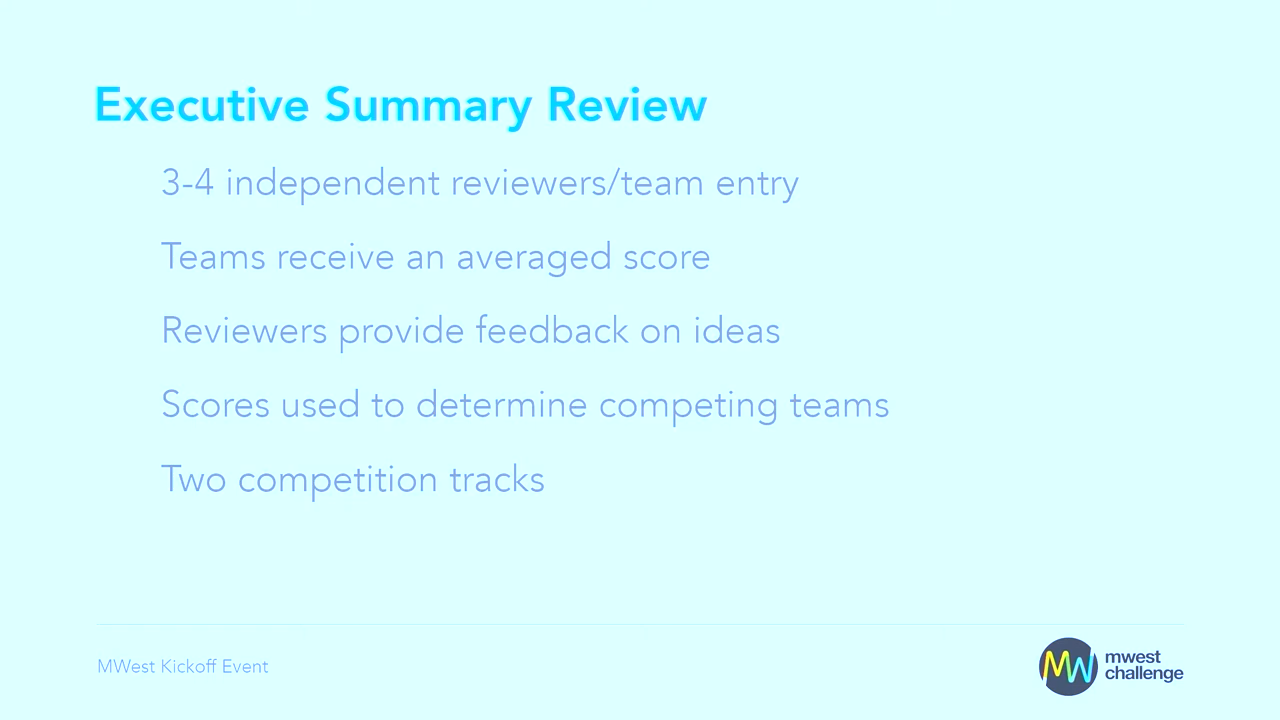 Executive Summary Review
3-4 independent reviewers/team entry
Teams receive an averaged score
Reviewers provide feedback on ideas
Scores used to determine competing teams
Two competition tracks
MWest Kickoff Event
MW
mwest
challenge